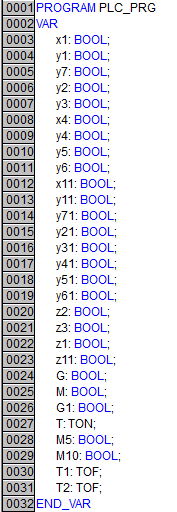 0001 PROGRAM PLC_PRG
0002 VAR
0003 x1: BOOL;
0004 y1: BOOL;
0005 y7: BOOL;
0006 y2: BOOL;
0007 y3: BOOL;
0008 x4: BOOL;
0009 y4: BOOL;
0010 y5: BOOL;
0011 y6: BOOL;
0012 x11: BOOL;
0013 y11: BOOL;
0014 y71: BOOL;
0015 y21: BOOL;
0016 y31: BOOL;
0017 y41: BOOL;
0018 y51: BOOL;
0019 y61: BOOL;
0020 z2: BOOL;
0021 z3: BOOL;
0022 z1: BOOL;
0023 z11: BOOL;
0024 G: BOOL;
0025 M: BOOL;
0026 G1: BOOL;
0027 T: TON;
0028 M5: BOOL;
0029 M10: BOOL;
0030 T1: TOF;
0031 T2: TOF;
0032 END_VAR